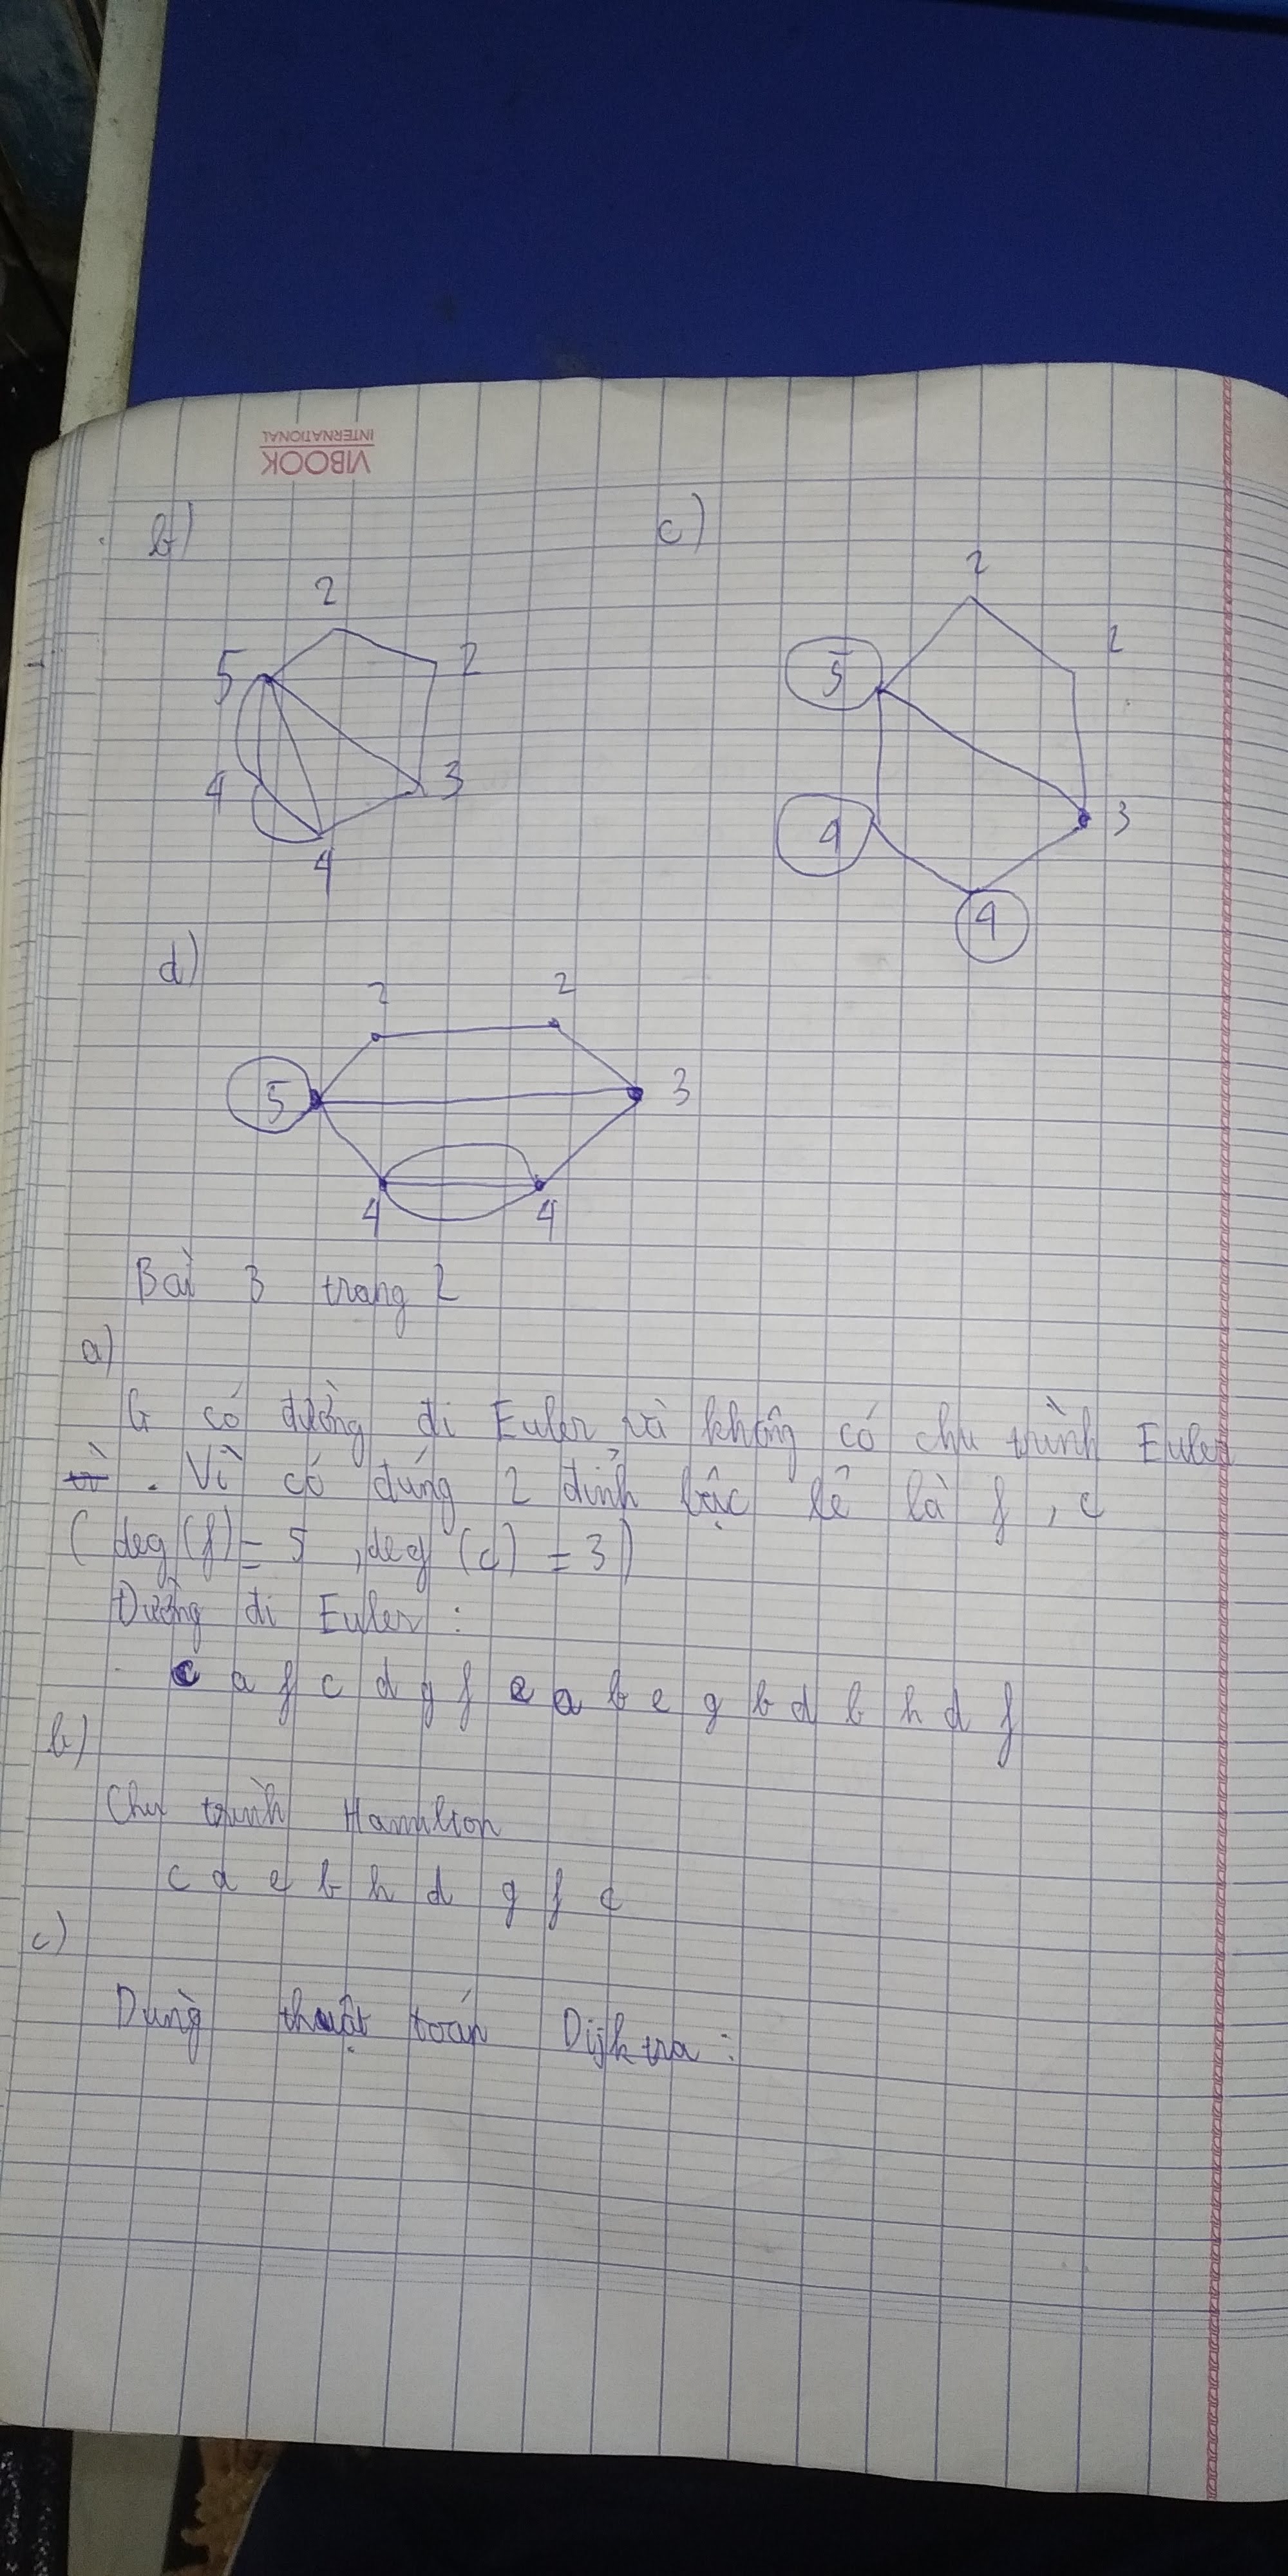 VIBOOK
INTERNATIONAL
b)
c)
2
5
2
4
3
4
2
5
2
4
3
4
d)
2
2
5
3
4
4
Bài 3 trang 2
a)
G có đường đi Euler và không có chu trình Euler
. Vì có đúng 2 đỉnh bậc lẻ là f, c
(deg(f) = 5, deg(c) = 3)
Đường đi Euler:
c a f c d g f e a b e g b d b h d f
b)
Chu trình Hamilton
c a e b h d g f c
c)
Dùng thuật toán Dijktra: